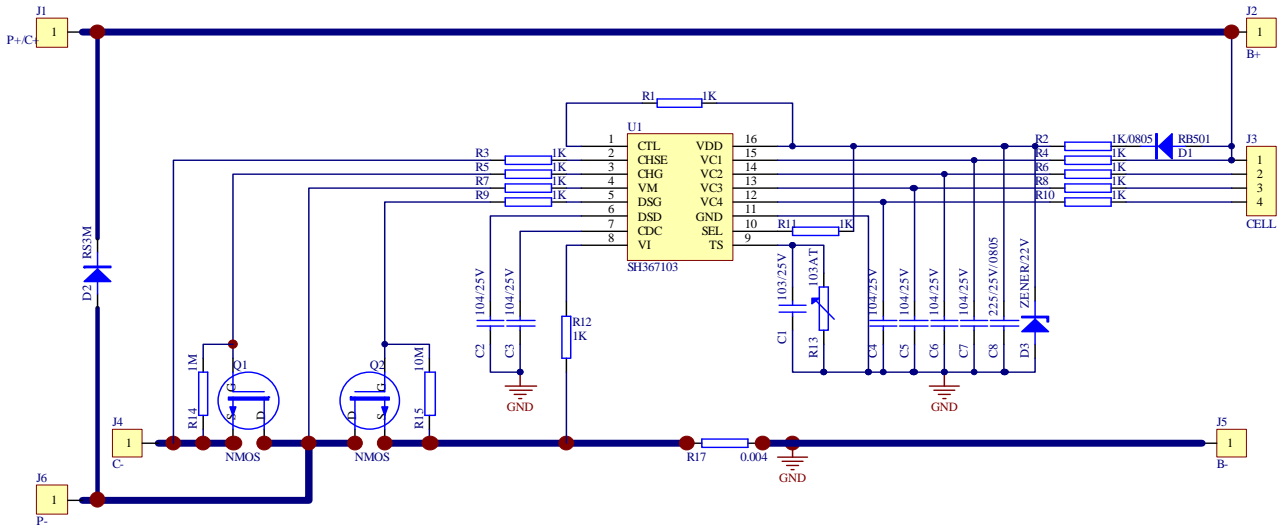 J1
1
P+/C+
J2
1
B+
R1
1K
U1
1 CTL VDD 16
2 CHSE VC1 15
3 CHG VC2 14
4 VM VC3 13
5 DSG VC4 12
6 DSD GND 11
7 CDC SEL 10
8 VI TS 9
SH367103
R3 1K
R5 1K
R7 1K
R9 1K
R2 1K/0805
RB501
D1
R4 1K
R6 1K
R8 1K
R10 1K
R11 1K
J3
1
2
3
4
CELL
RS3M
D2
C2 104/25V
C3 104/25V
R12
1K
GND
C1 103/25V
R13 103AT
C4 104/25V
C5 104/25V
C6 104/25V
C7 104/25V
C8 225/25V/0805
D3 ZENER/22V
GND
R14 1M
Q1
G
S
D
NMOS
Q2
G
D
S
NMOS
R15 10M
J4
1
C-
R17 0.004
GND
J5
1
B-
J6
1
P-